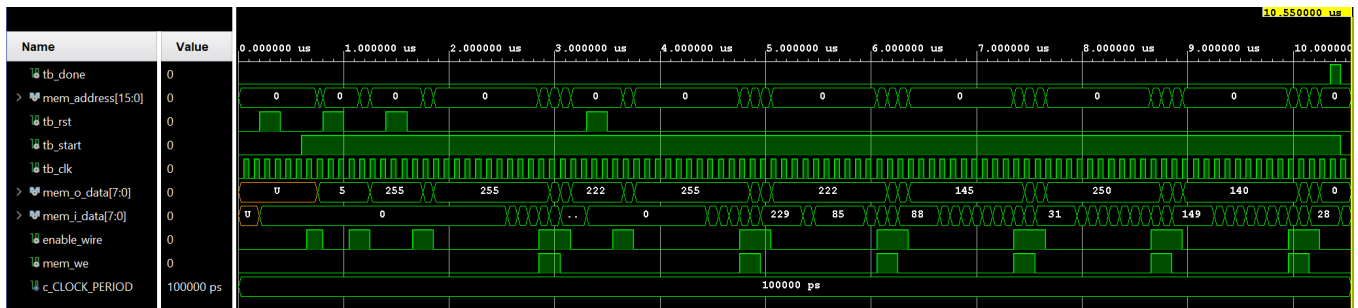 10.550000 us
Name Value
0.000000 us 1.000000 us 2.000000 us 3.000000 us 4.000000 us 5.000000 us 6.000000 us 7.000000 us 8.000000 us 9.000000 us 10.00000
tb_done 0
mem_address[15:0] 0 0 0 0 0 0 0 0 0 0 0 0
tb_rst 0
tb_start 0
tb_clk 0
mem_o_data[7:0] 0 U 5 255 255 222 255 222 145 250 140 0
mem_i_data[7:0] 0 U 0 .. 0 229 85 88 31 149 28
enable_wire 0
mem_we 0
c_CLOCK_PERIOD 100000 ps 100000 ps